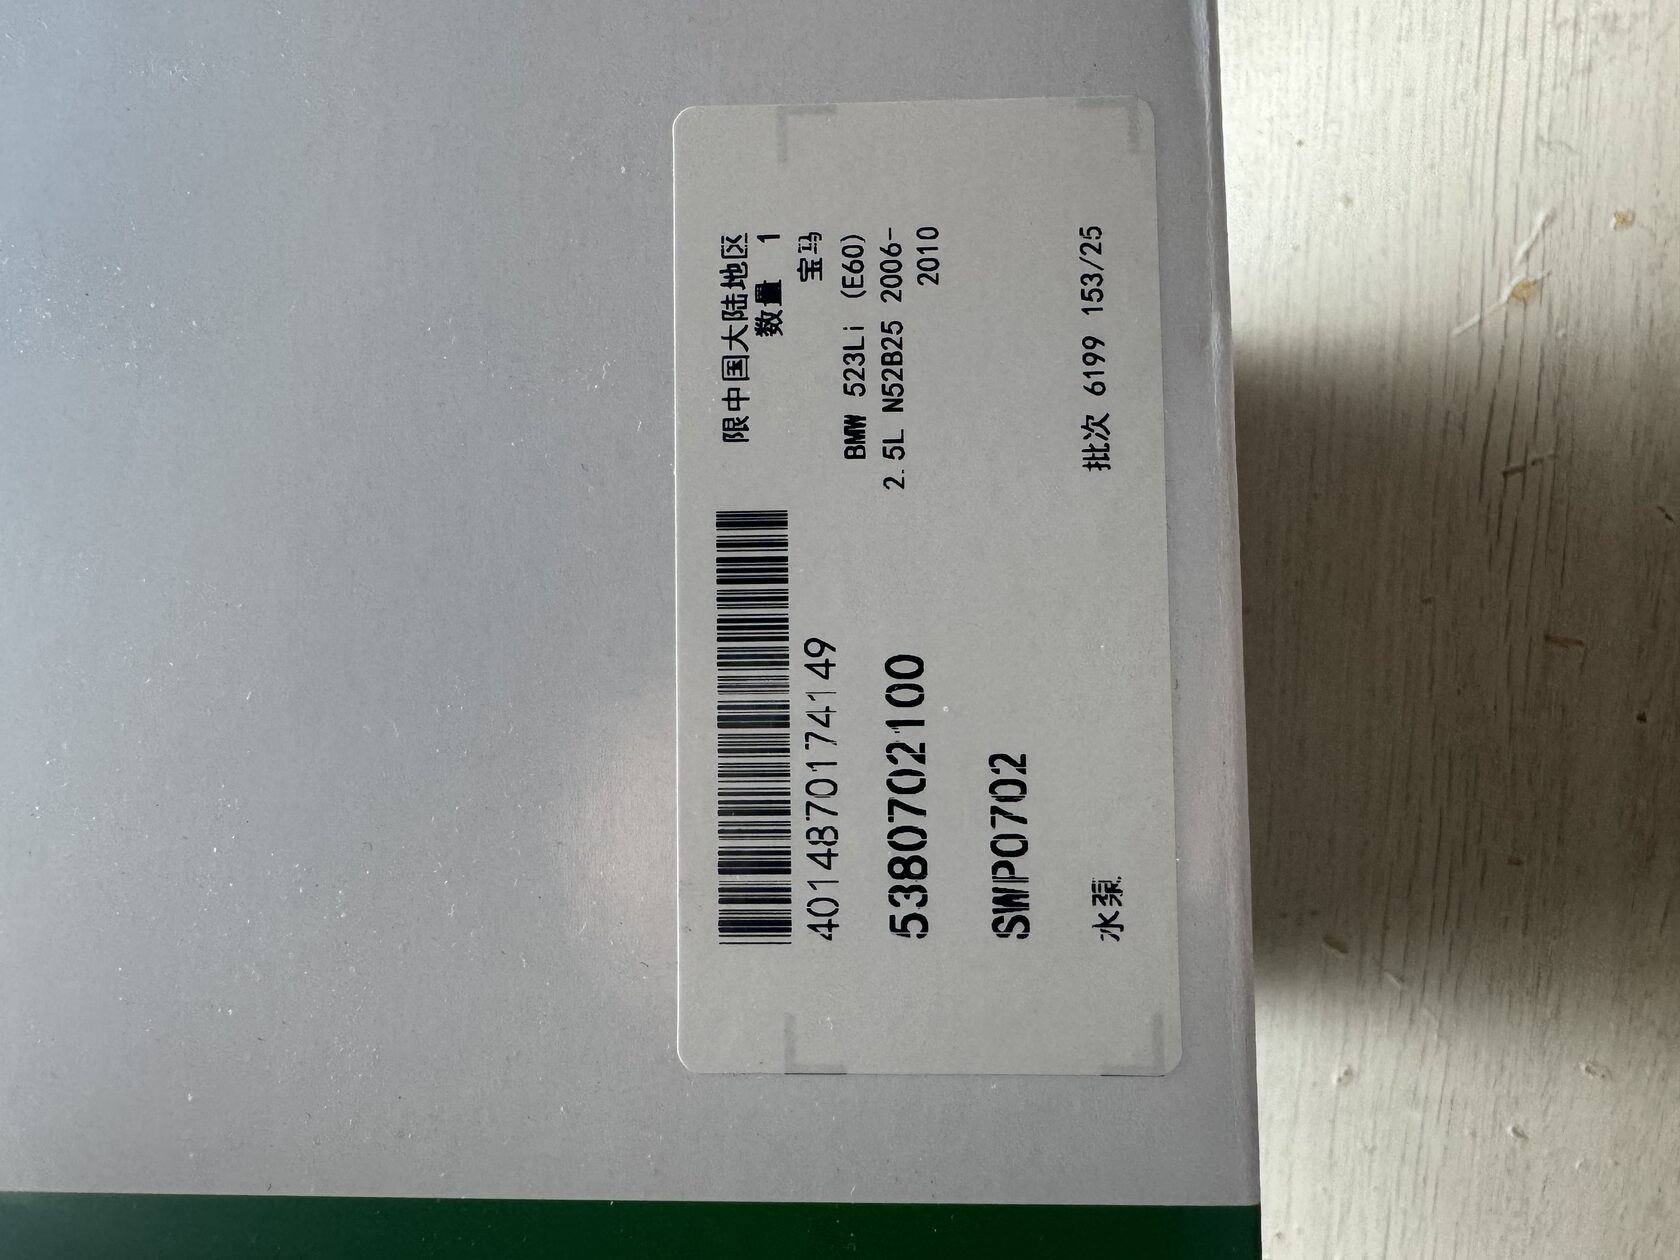 限中国大陆地区
数量 1
宝马
BMW 523Li (E60)
2.5L N52B25 2006-
2010
4014870174149
5380702100
SWP0702
水泵
批次 6199 153/25